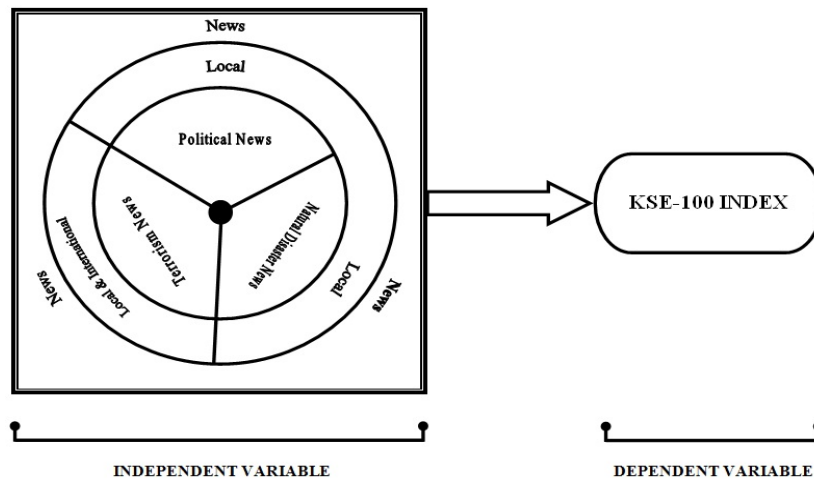 News
Local
Political News
Terrorism News
Natural Disaster News
Local & International
Local
News
News
KSE-100 INDEX
INDEPENDENT VARIABLE
DEPENDENT VARIABLE